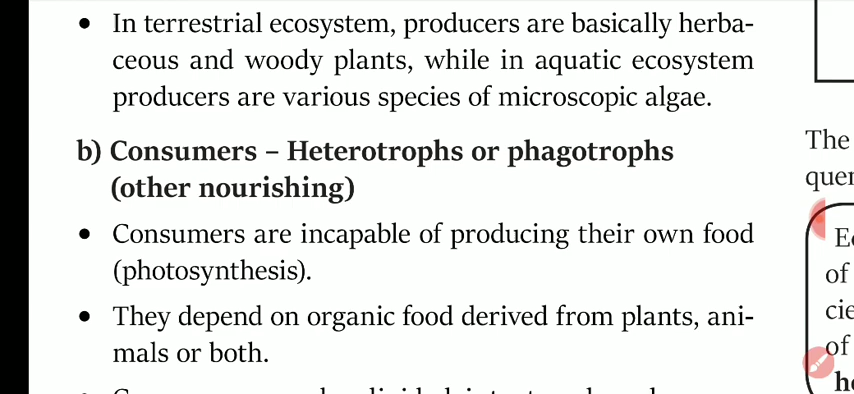 • In terrestrial ecosystem, producers are basically herba-
ceous and woody plants, while in aquatic ecosystem
producers are various species of microscopic algae.
b) Consumers – Heterotrophs or phagotrophs
(other nourishing)
• Consumers are incapable of producing their own food
(photosynthesis).
• They depend on organic food derived from plants, ani-
mals or both.
The
of
of